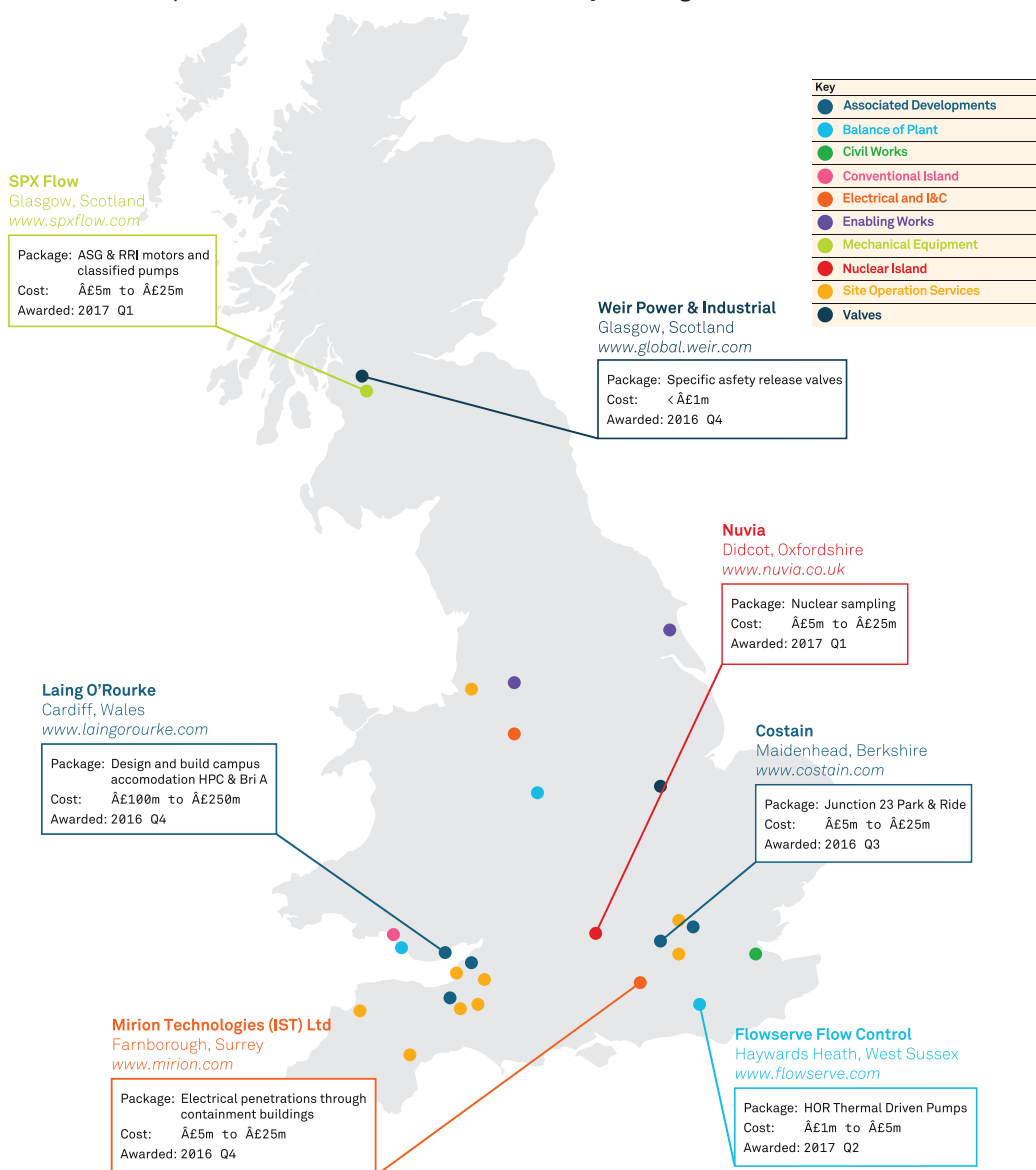 Key
Associated Developments
Balance of Plant
Civil Works
Conventional Island
Electrical and I&C
Enabling Works
Mechanical Equipment
Nuclear Island
Site Operation Services
Valves
SPX Flow
Glasgow, Scotland
www.spxflow.com
Package: ASG & RRI motors and
classified pumps
Cost: Â£5m to Â£25m
Awarded: 2017 Q1
Weir Power & Industrial
Glasgow, Scotland
www.global.weir.com
Package: Specific asfety release valves
Cost: < Â£1m
Awarded: 2016 Q4
Nuvia
Didcot, Oxfordshire
www.nuvia.co.uk
Package: Nuclear sampling
Cost: Â£5m to Â£25m
Awarded: 2017 Q1
Laing O'Rourke
Cardiff, Wales
www.laingorourke.com
Package: Design and build campus
accomodation HPC & Bri A
Cost: Â£100m to Â£250m
Awarded: 2016 Q4
Costain
Maidenhead, Berkshire
www.costain.com
Package: Junction 23 Park & Ride
Cost: Â£5m to Â£25m
Awarded: 2016 Q3
Mirion Technologies (IST) Ltd
Farnborough, Surrey
www.mirion.com
Package: Electrical penetrations through
containment buildings
Cost: Â£5m to Â£25m
Awarded: 2016 Q4
Flowserve Flow Control
Haywards Heath, West Sussex
www.flowserve.com
Package: HOR Thermal Driven Pumps
Cost: Â£1m to Â£5m
Awarded: 2017 Q2